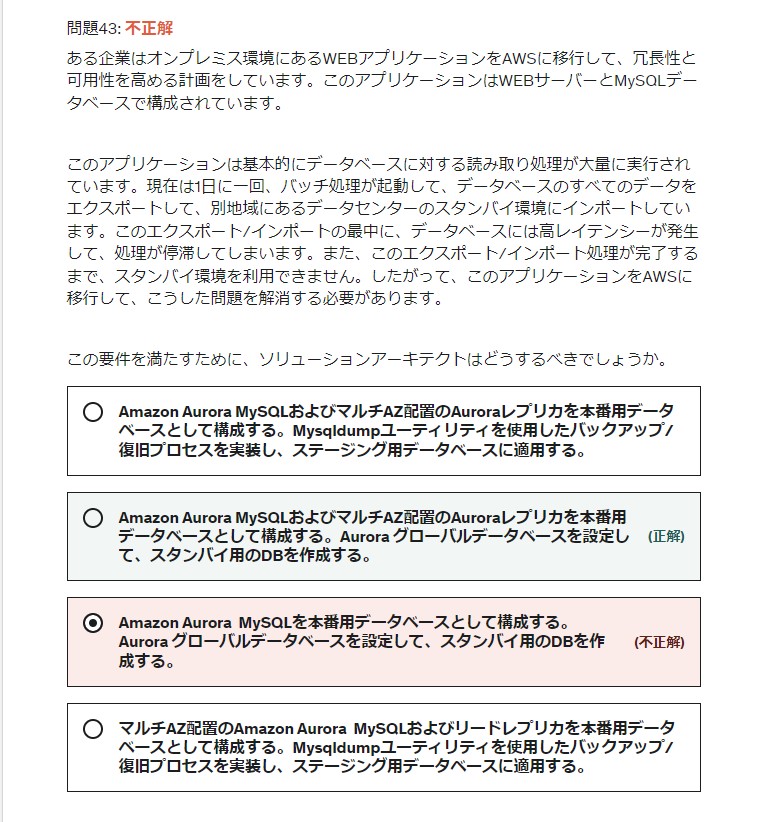 問題43: 不正解
ある企業はオンプレミス環境にあるWEBアプリケーションをAWSに移行して、冗長性と
可用性を高める計画をしています。このアプリケーションはWEBサーバーとMySQLデー
タベースで構成されています。
このアプリケーションは基本的にデータベースに対する読み取り処理が大量に実行され
ています。現在は1日に一回、バッチ処理が起動して、データベースのすべてのデータを
エクスポートして、別地域にあるデータセンターのスタンバイ環境にインポートしてい
ます。このエクスポート/インポートの最中に、データベースには高レイテンシーが発生
して、処理が停滞してしまいます。また、このエクスポート/インポート処理が完了する
まで、スタンバイ環境を利用できません。したがって、このアプリケーションをAWSに
移行して、こうした問題を解消する必要があります。
この要件を満たすために、ソリューションアーキテクトはどうするべきでしょうか。
Amazon Aurora MySQLおよびマルチAZ配置のAuroraレプリカを本番用データ
ベースとして構成する。Mysqldumpユーティリティを使用したバックアップ/
復旧プロセスを実装し、ステージング用データベースに適用する。
Amazon Aurora MySQLおよびマルチAZ配置のAuroraレプリカを本番用
データベースとして構成する。Aurora グローバルデータベースを設定し (正解)
て、スタンバイ用のDBを作成する。
Amazon Aurora MySQLを本番用データベースとして構成する。
Aurora グローバルデータベースを設定して、スタンバイ用のDBを作 (不正解)
成する。
マルチAZ配置のAmazon Aurora MySQLおよびリードレプリカを本番用データ
ベースとして構成する。Mysqldumpユーティリティを使用したバックアップ/
復旧プロセスを実装し、ステージング用データベースに適用する。